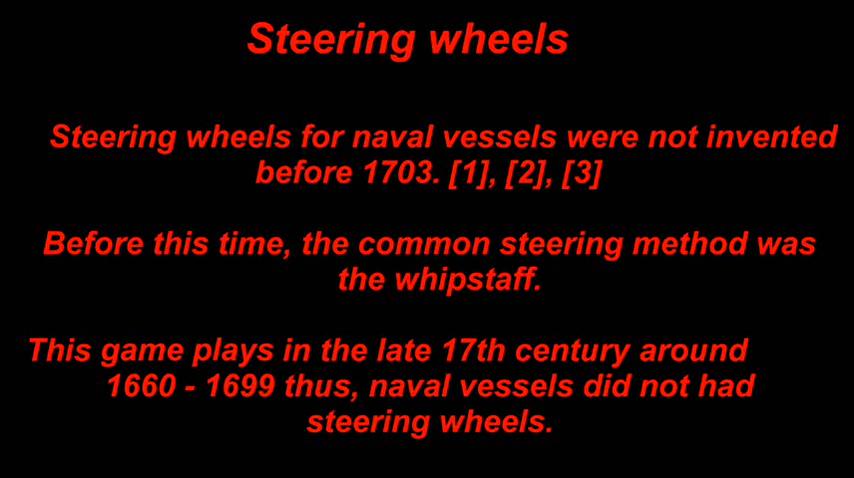 Steering wheels
Steering wheels for naval vessels were not invented
before 1703. [1], [2], [3]
Before this time, the common steering method was
the whipstaff.
This game plays in the late 17th century around
1660 - 1699 thus, naval vessels did not had
steering wheels.